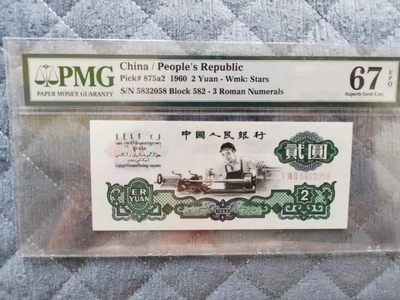 PMG
PAPER MONEY GUARANTY
China / People's Republic
Pick# 875a2 1960 2 Yuan - Wmk: Stars
S/N 5832058 Block 582 - 3 Roman Numerals
67 EPQ
Superb Gem Unc
中國人民銀行
貳圓
5832058
ER
YUAN
2